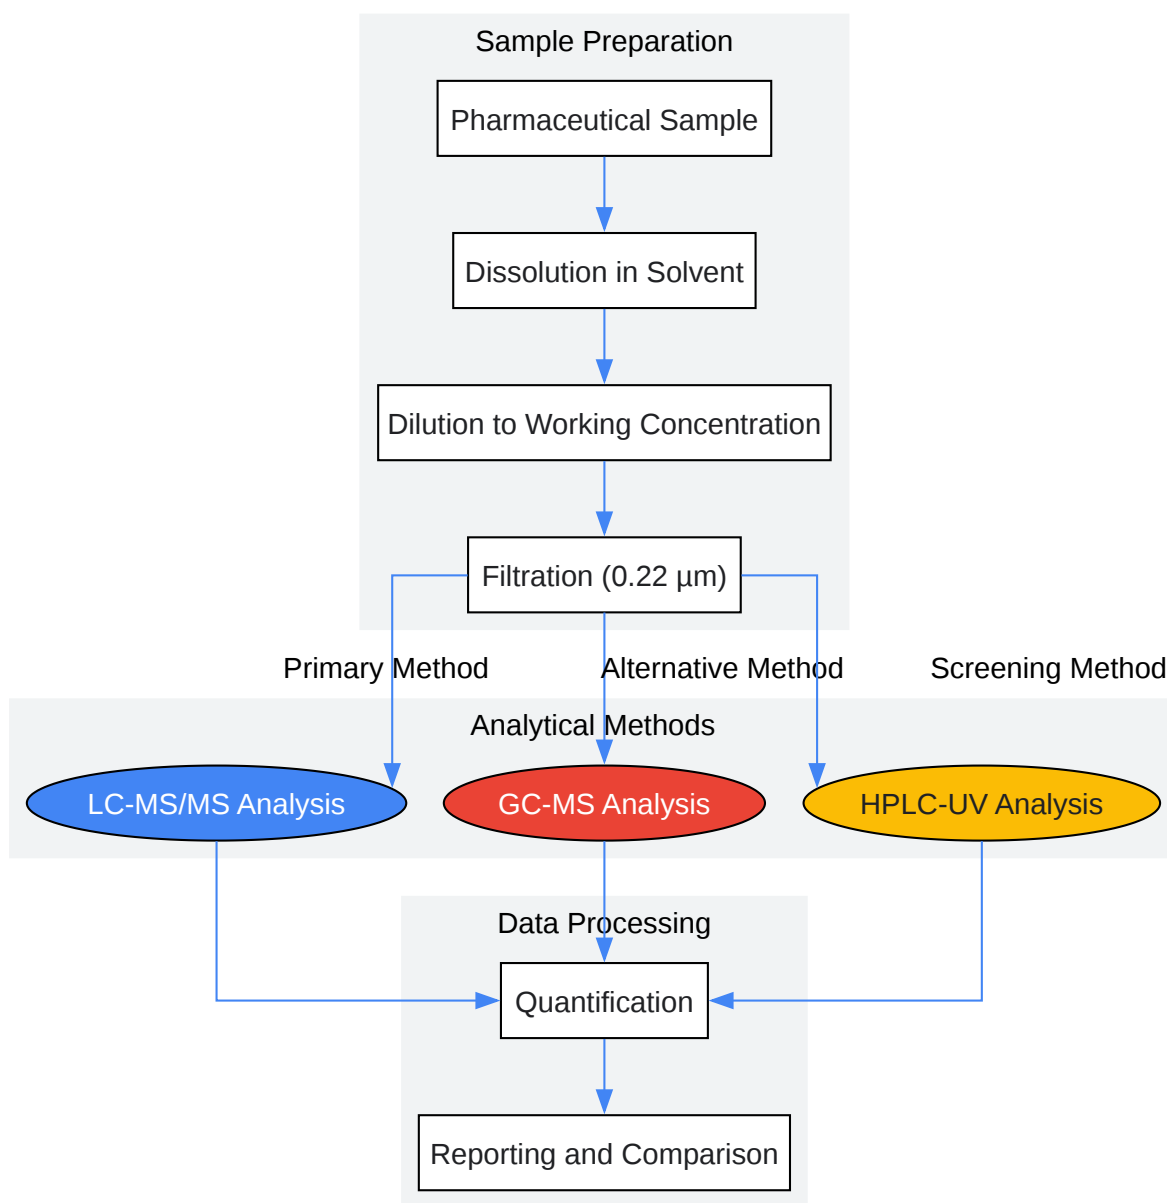 Sample Preparation
Pharmaceutical Sample
Dissolution in Solvent
Dilution to Working Concentration
Filtration (0.22 µm)
Primary Method
Alternative Method
Screening Method
Analytical Methods
LC-MS/MS Analysis
GC-MS Analysis
HPLC-UV Analysis
Data Processing
Quantification
Reporting and Comparison